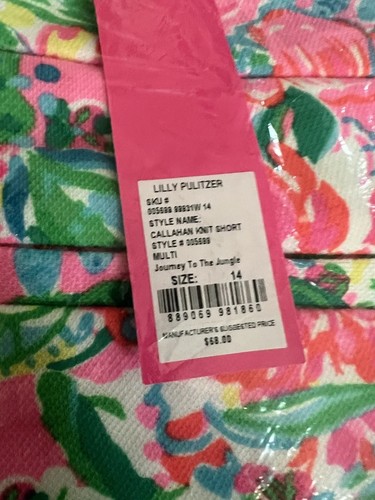 LILLY PULITZER
SKU #
005699 99931W 14
STYLE NAME:
CALLAHAN KNIT SHORT
STYLE # 005699
MULTI
Journey To The Jungle
SIZE: 14
889069 981860
MANUFACTURER'S SUGGESTED PRICE
$68.00